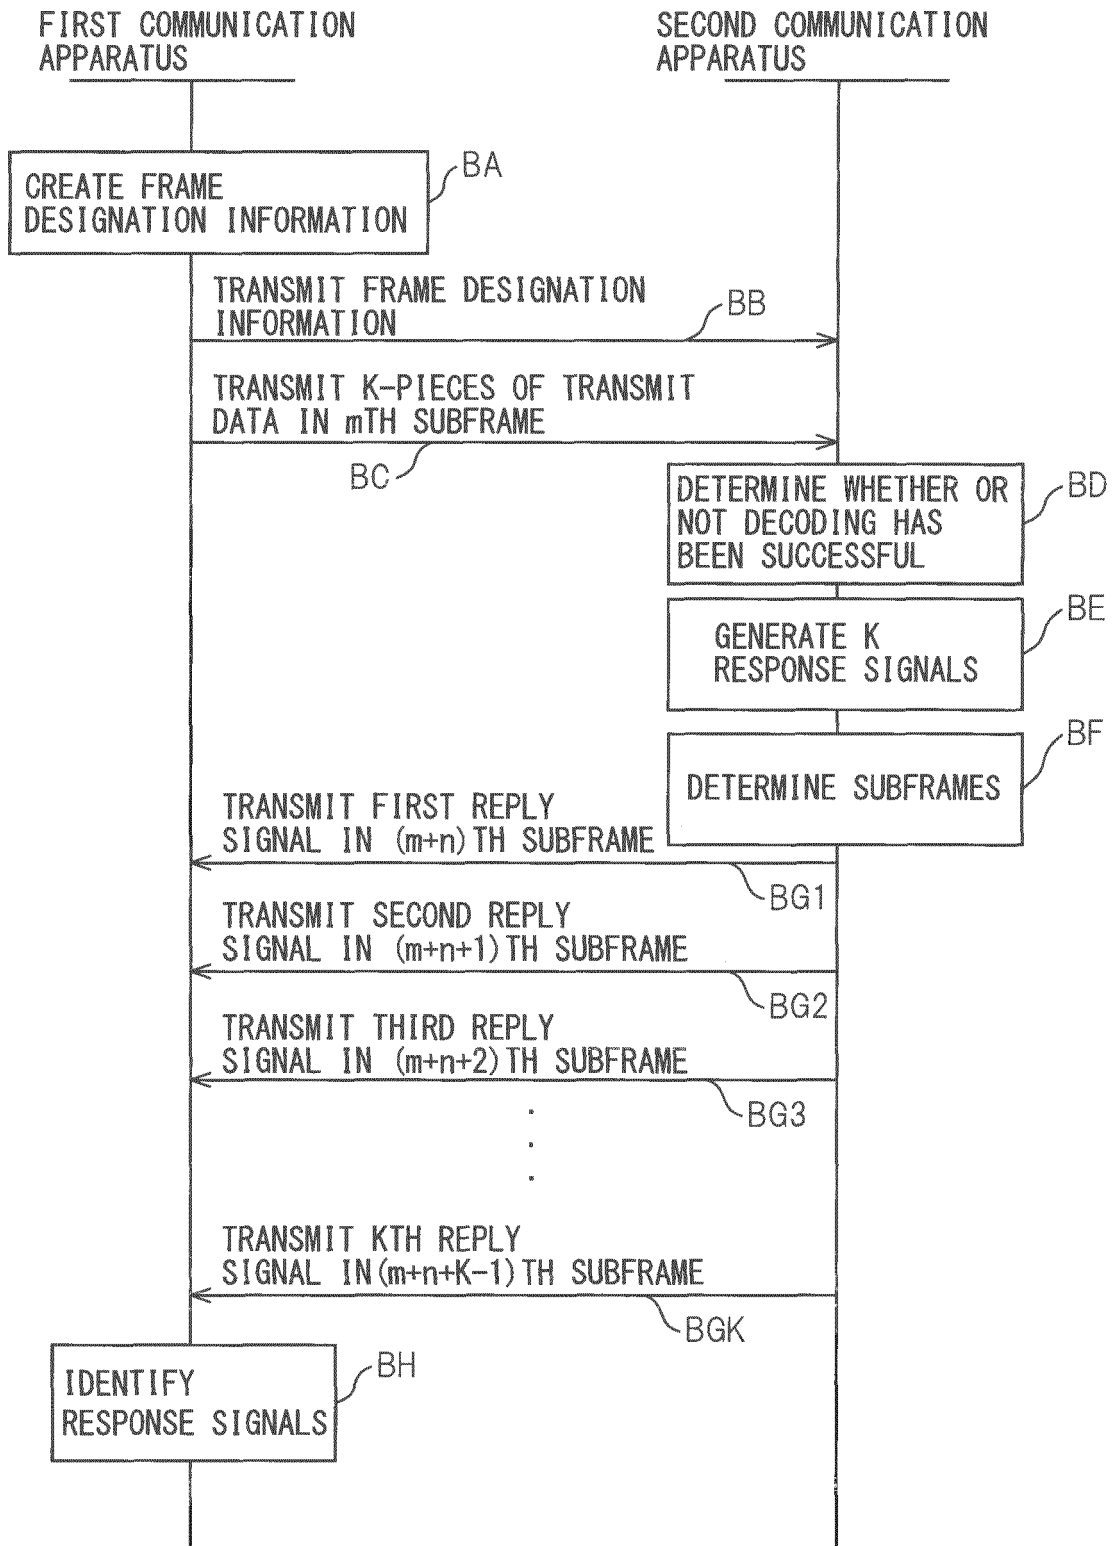 FIRST COMMUNICATION
APPARATUS
SECOND COMMUNICATION
APPARATUS
CREATE FRAME
DESIGNATION INFORMATION
BA
TRANSMIT FRAME DESIGNATION
INFORMATION
BB
TRANSMIT K-PIECES OF TRANSMIT
DATA IN mTH SUBFRAME
BC
DETERMINE WHETHER OR
NOT DECODING HAS
BEEN SUCCESSFUL
BD
GENERATE K
RESPONSE SIGNALS
BE
DETERMINE SUBFRAMES
BF
TRANSMIT FIRST REPLY
SIGNAL IN (m+n)TH SUBFRAME
BG1
TRANSMIT SECOND REPLY
SIGNAL IN (m+n+1)TH SUBFRAME
BG2
TRANSMIT THIRD REPLY
SIGNAL IN (m+n+2)TH SUBFRAME
BG3
TRANSMIT KTH REPLY
SIGNAL IN(m+n+K-1)TH SUBFRAME
BGK
IDENTIFY
RESPONSE SIGNALS
BH